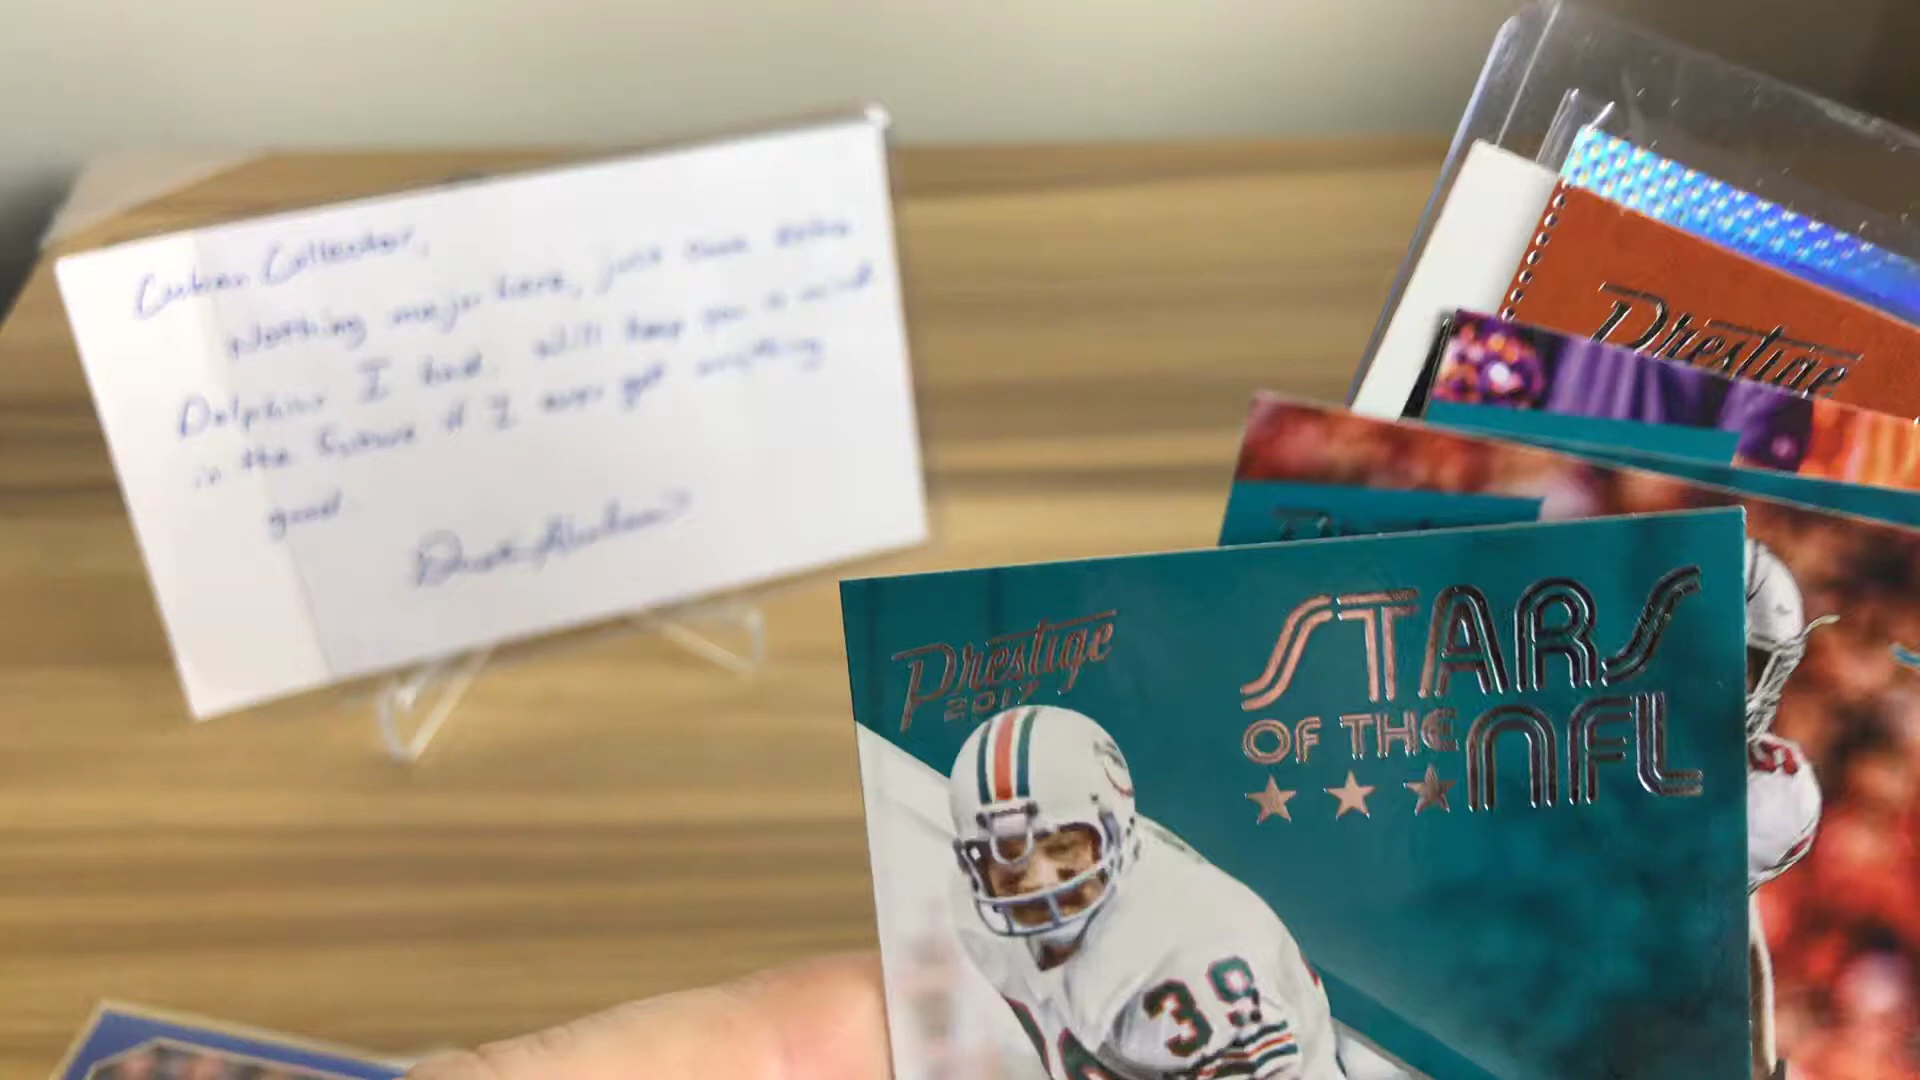 Cuban Collector,
Nothing major here, just some extra
Dolphins I had. Will keep you in mind
in the future if I ever get anything
good.
Prestige
Prestige
2017
STARS
OF THE NFL
39